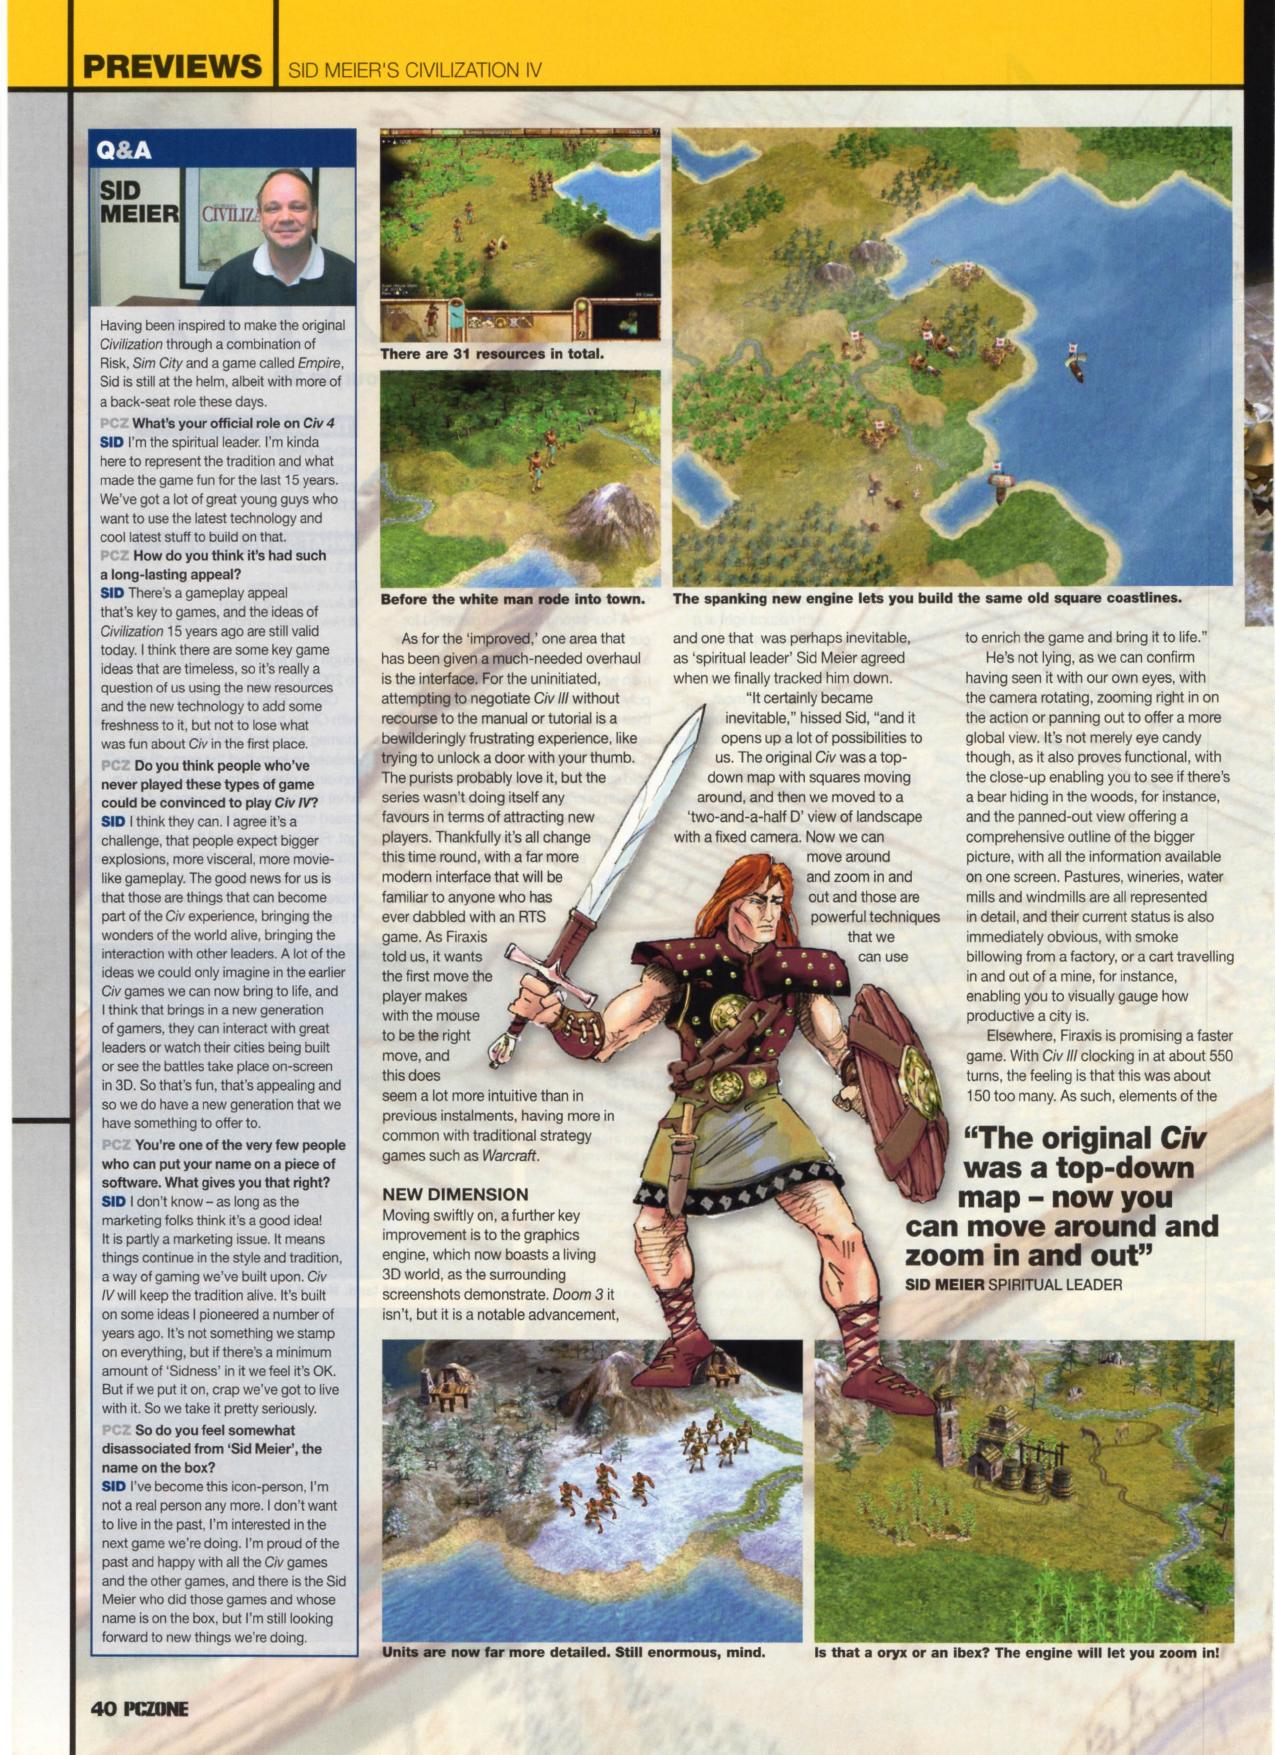 PREVIEWS
SID MEIER'S CIVILIZATION IV
Q&A
SID
MEIER
CIVILIZA
Having been inspired to make the original
Civilization through a combination of
Risk, Sim City and a game called Empire,
Sid is still at the helm, albeit with more of
a back-seat role these days.
PCZ What's your official role on Civ 4
SID I'm the spiritual leader. I'm kinda
here to represent the tradition and what
made the game fun for the last 15 years.
We've got a lot of great young guys who
want to use the latest technology and
cool latest stuff to build on that.
PCZ How do you think it's had such
a long-lasting appeal?
SID There's a gameplay appeal
that's key to games, and the ideas of
Civilization 15 years ago are still valid
today. I think there are some key game
ideas that are timeless, so it's really a
question of us using the new resources
and the new technology to add some
freshness to it, but not to lose what
was fun about Civ in the first place.
PCZ Do you think people who've
never played these types of game
could be convinced to play Civ IV?
SID I think they can. I agree it's a
challenge, that people expect bigger
explosions, more visceral, more movie-
like gameplay. The good news for us is
that those are things that can become
part of the Civ experience, bringing the
wonders of the world alive, bringing the
interaction with other leaders. A lot of the
ideas we could only imagine in the earlier
Civ games we can now bring to life, and
I think that brings in a new generation
of gamers, they can interact with great
leaders or watch their cities being built
or see the battles take place on-screen
in 3D. So that's fun, that's appealing and
so we do have a new generation that we
have something to offer to.
PCZ You're one of the very few people
who can put your name on a piece of
software. What gives you that right?
SID I don't know – as long as the
marketing folks think it's a good idea!
It is partly a marketing issue. It means
things continue in the style and tradition,
a way of gaming we've built upon. Civ
IV will keep the tradition alive. It's built
on some ideas I pioneered a number of
years ago. It's not something we stamp
on everything, but if there's a minimum
amount of 'Sidness' in it we feel it's OK.
But if we put it on, crap we've got to live
with it. So we take it pretty seriously.
PCZ So do you feel somewhat
disassociated from 'Sid Meier', the
name on the box?
SID I've become this icon-person, I'm
not a real person any more. I don't want
to live in the past, I'm interested in the
next game we're doing. I'm proud of the
past and happy with all the Civ games
and the other games, and there is the Sid
Meier who did those games and whose
name is on the box, but I'm still looking
forward to new things we're doing.
There are 31 resources in total.
Before the white man rode into town.
The spanking new engine lets you build the same old square coastlines.
As for the 'improved,' one area that
has been given a much-needed overhaul
is the interface. For the uninitiated,
attempting to negotiate Civ III without
recourse to the manual or tutorial is a
bewilderingly frustrating experience, like
trying to unlock a door with your thumb.
The purists probably love it, but the
series wasn't doing itself any
favours in terms of attracting new
players. Thankfully it's all change
this time round, with a far more
modern interface that will be
familiar to anyone who has
ever dabbled with an RTS
game. As Firaxis
told us, it wants
the first move the
player makes
with the mouse
to be the right
move, and
this does
seem a lot more intuitive than in
previous instalments, having more in
common with traditional strategy
games such as Warcraft.
NEW DIMENSION
Moving swiftly on, a further key
improvement is to the graphics
engine, which now boasts a living
3D world, as the surrounding
screenshots demonstrate. Doom 3 it
isn't, but it is a notable advancement,
and one that was perhaps inevitable,
as 'spiritual leader' Sid Meier agreed
when we finally tracked him down.
"It certainly became
inevitable," hissed Sid, "and it
opens up a lot of possibilities to
us. The original Civ was a top-
down map with squares moving
around, and then we moved to a
'two-and-a-half D' view of landscape
with a fixed camera. Now we can
move around
and zoom in and
out and those are
powerful techniques
that we
can use
to enrich the game and bring it to life."
He's not lying, as we can confirm
having seen it with our own eyes, with
the camera rotating, zooming right in on
the action or panning out to offer a more
global view. It's not merely eye candy
though, as it also proves functional, with
the close-up enabling you to see if there's
a bear hiding in the woods, for instance,
and the panned-out view offering a
comprehensive outline of the bigger
picture, with all the information available
on one screen. Pastures, wineries, water
mills and windmills are all represented
in detail, and their current status is also
immediately obvious, with smoke
billowing from a factory, or a cart travelling
in and out of a mine, for instance,
enabling you to visually gauge how
productive a city is.
Elsewhere, Firaxis is promising a faster
game. With Civ III clocking in at about 550
turns, the feeling is that this was about
150 too many. As such, elements of the
"The original Civ
was a top-down
map – now you
can move around and
zoom in and out"
SID MEIER SPIRITUAL LEADER
Units are now far more detailed. Still enormous, mind.
Is that a oryx or an ibex? The engine will let you zoom in!
40 PCZONE